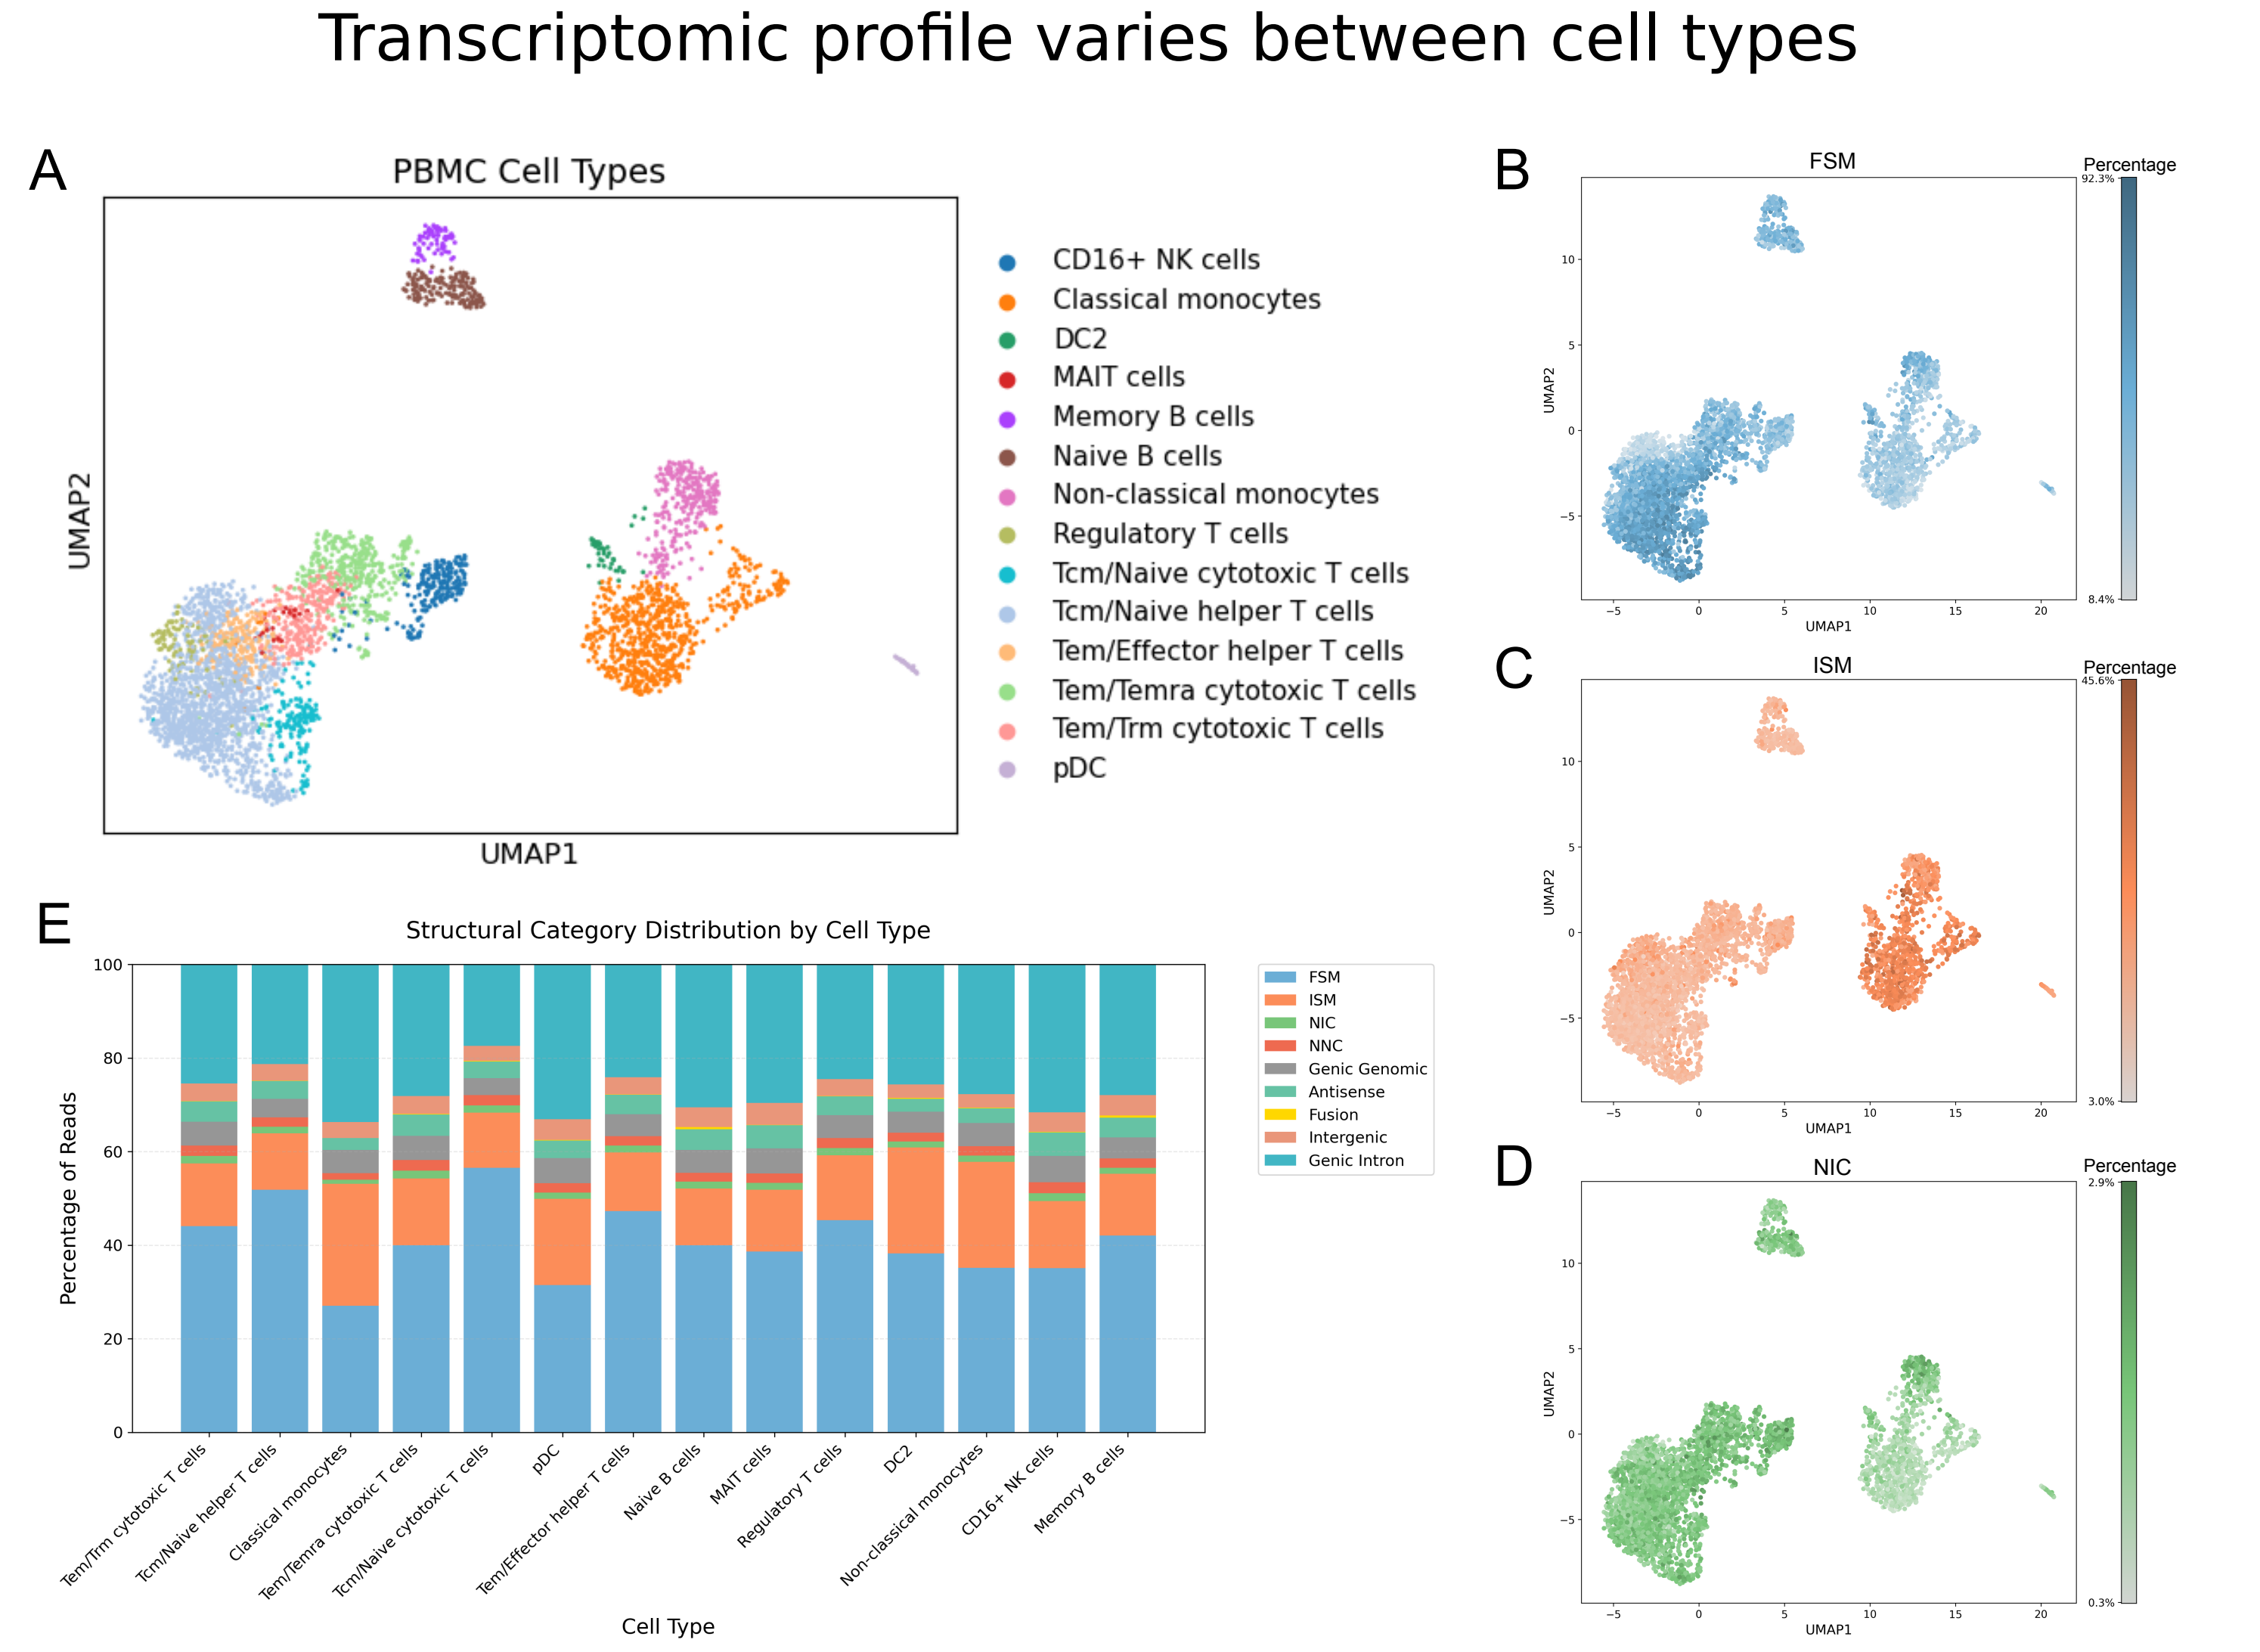 Transcriptomic profile varies between cell types
A
PBMC Cell Types
UMAP2
UMAP1
CD16+ NK cells
Classical monocytes
DC2
MAIT cells
Memory B cells
Naive B cells
Non-classical monocytes
Regulatory T cells
Tcm/Naive cytotoxic T cells
Tcm/Naive helper T cells
Tem/Effector helper T cells
Tem/Temra cytotoxic T cells
Tem/Trm cytotoxic T cells
pDC
B
FSM
Percentage
92.3%
8.4%
10
5
0
−5
UMAP2
−5 0 5 10 15 20
UMAP1
C
ISM
Percentage
45.6%
3.0%
10
5
0
−5
UMAP2
−5 0 5 10 15 20
UMAP1
D
NIC
Percentage
2.9%
0.3%
10
5
0
−5
UMAP2
−5 0 5 10 15 20
UMAP1
E
Structural Category Distribution by Cell Type
100
80
60
40
20
0
Percentage of Reads
Tem/Trm cytotoxic T cells
Tcm/Naive helper T cells
Classical monocytes
Tem/Temra cytotoxic T cells
Tcm/Naive cytotoxic T cells
pDC
Tem/Effector helper T cells
Naive B cells
MAIT cells
Regulatory T cells
DC2
Non-classical monocytes
CD16+ NK cells
Memory B cells
Cell Type
FSM
ISM
NIC
NNC
Genic Genomic
Antisense
Fusion
Intergenic
Genic Intron